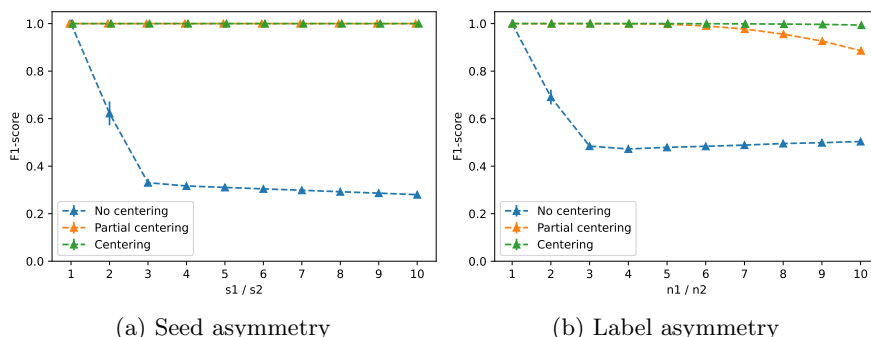 1.0
0.8
0.6
0.4
0.2
0.0
F1-score
No centering
Partial centering
Centering
1 2 3 4 5 6 7 8 9 10
s1 / s2
(a) Seed asymmetry
1.0
0.8
0.6
0.4
0.2
0.0
F1-score
No centering
Partial centering
Centering
1 2 3 4 5 6 7 8 9 10
n1 / n2
(b) Label asymmetry